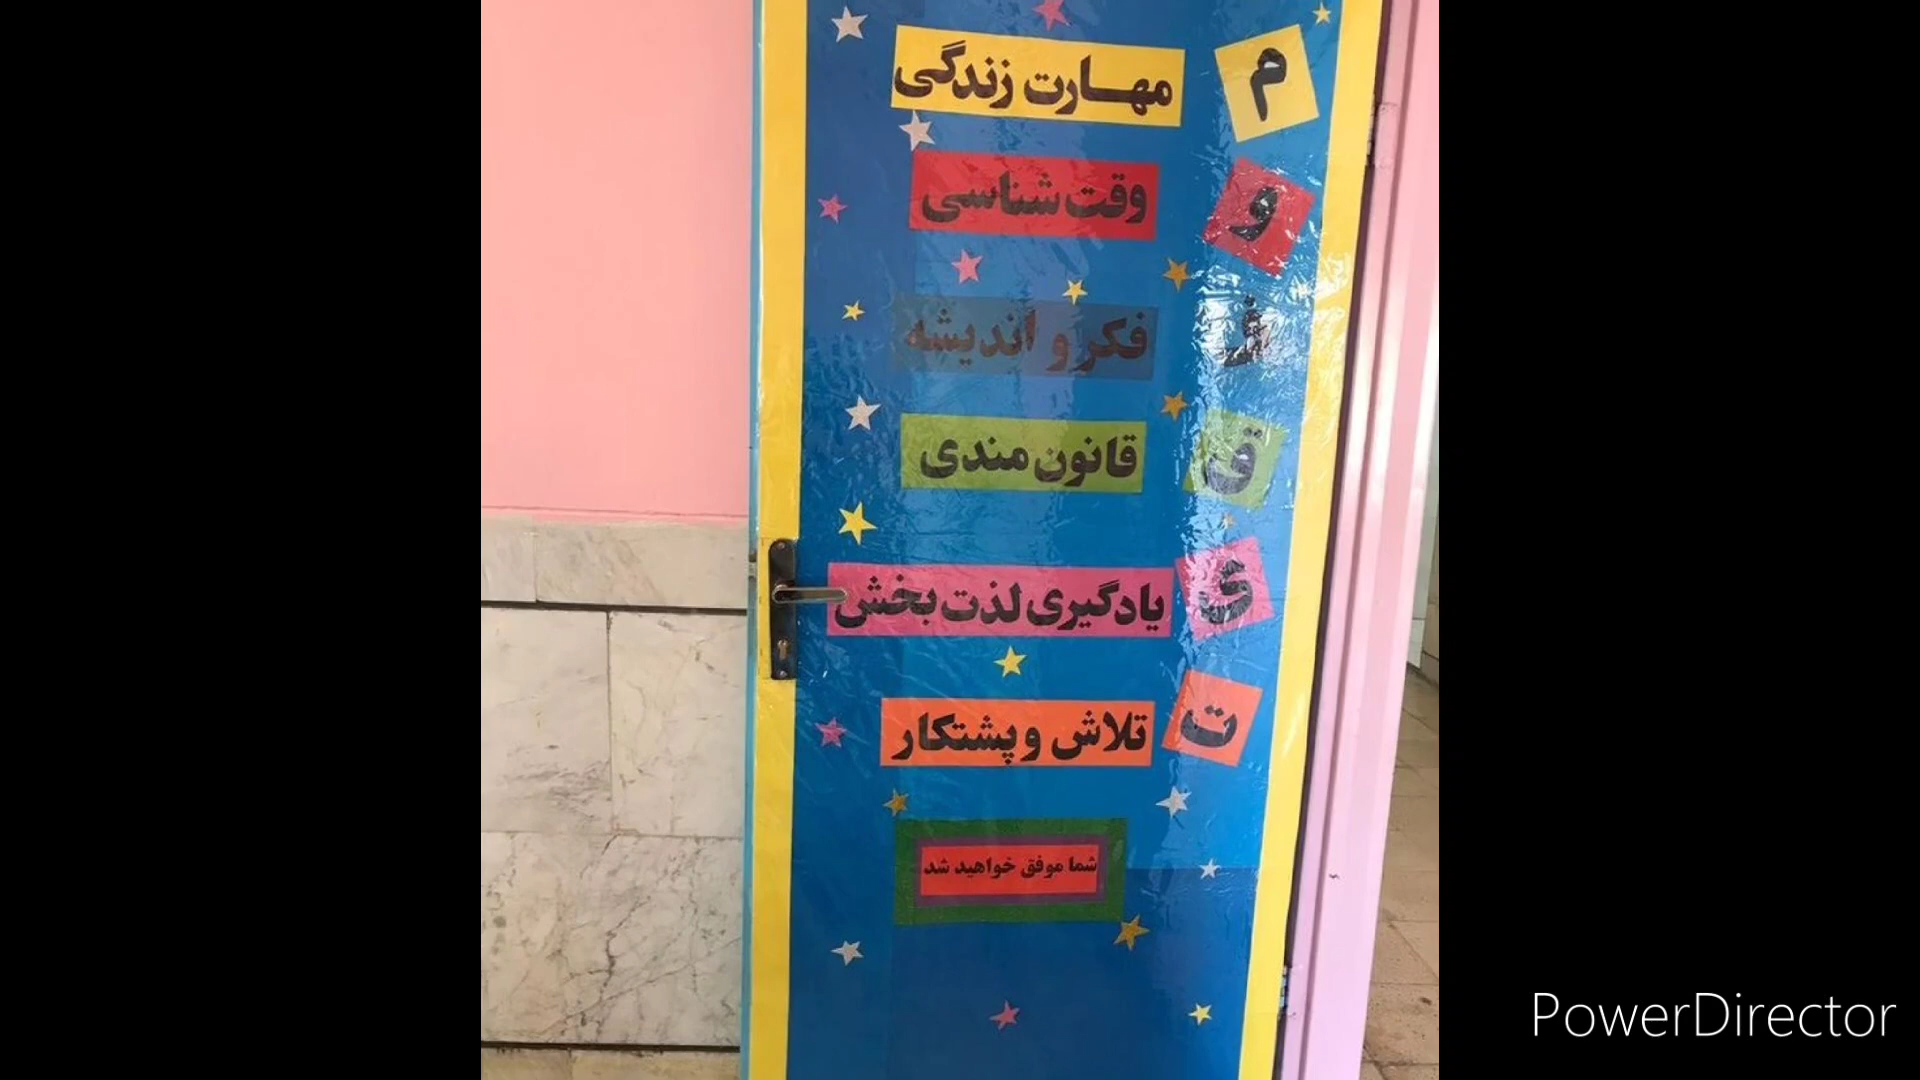 م مهارت زندگی
و وقت شناسی
ف فکر و اندیشه
ق قانون مندی
ی یادگیری لذت بخش
ت تلاش و پشتکار
شما موفق خواهید شد
PowerDirector